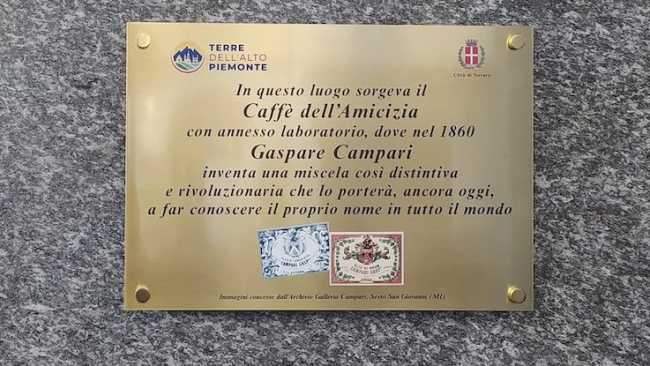 TERRE
DELL'ALTO
PIEMONTE
Città di Novara
In questo luogo sorgeva il
Caffè dell'Amicizia
con annesso laboratorio, dove nel 1860
Gaspare Campari
inventa una miscela così distintiva
e rivoluzionaria che lo porterà, ancora oggi,
a far conoscere il proprio nome in tutto il mondo
Immagini concesse dall'Archivio Galleria Campari, Sesto San Giovanni (MI)